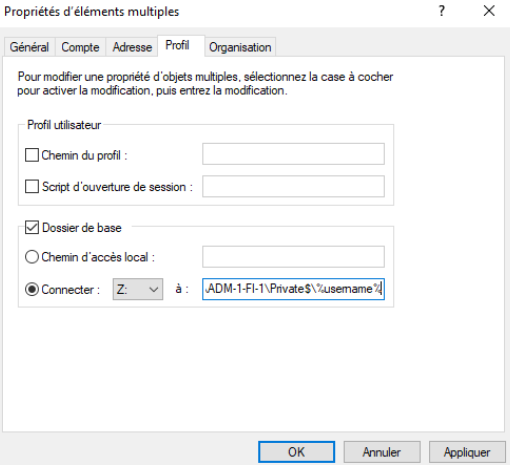 Propriétés d'éléments multiples ? ×
Général Compte Adresse Profil Organisation
Pour modifier une propriété d'objets multiples, sélectionnez la case à cocher
pour activer la modification, puis entrez la modification.
Profil utilisateur
Chemin du profil :
Script d'ouverture de session :
Dossier de base
Chemin d'accès local :
Connecter : Z: à : ADM-1-FI-1\Private$\%username%
OK Annuler Appliquer